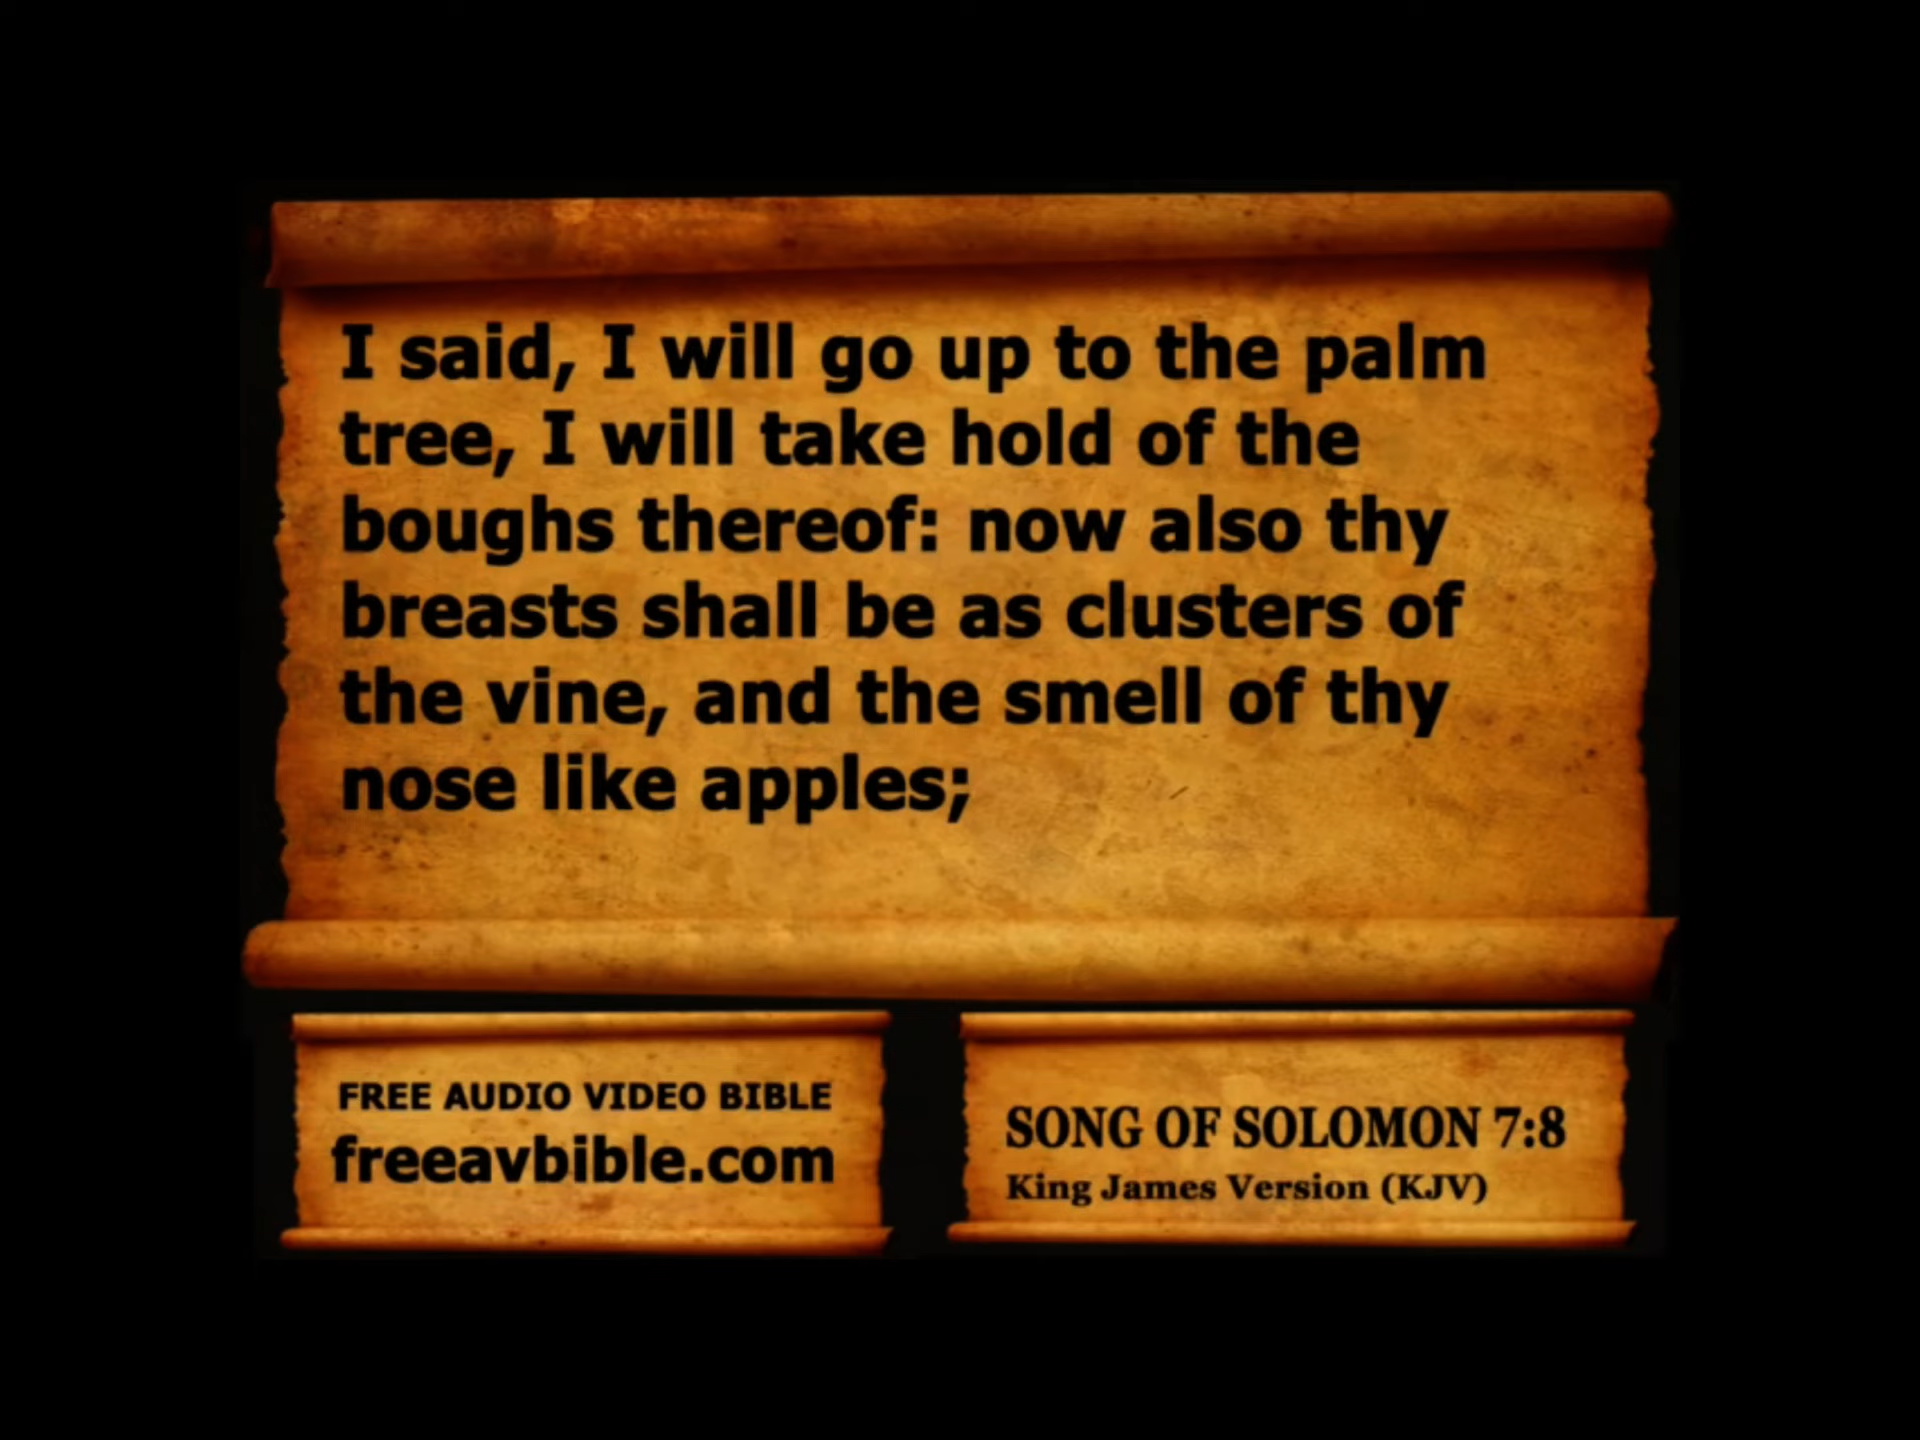 I said, I will go up to the palm
tree, I will take hold of the
boughs thereof: now also thy
breasts shall be as clusters of
the vine, and the smell of thy
nose like apples;
FREE AUDIO VIDEO BIBLE
freeavbible.com
SONG OF SOLOMON 7:8
King James Version (KJV)